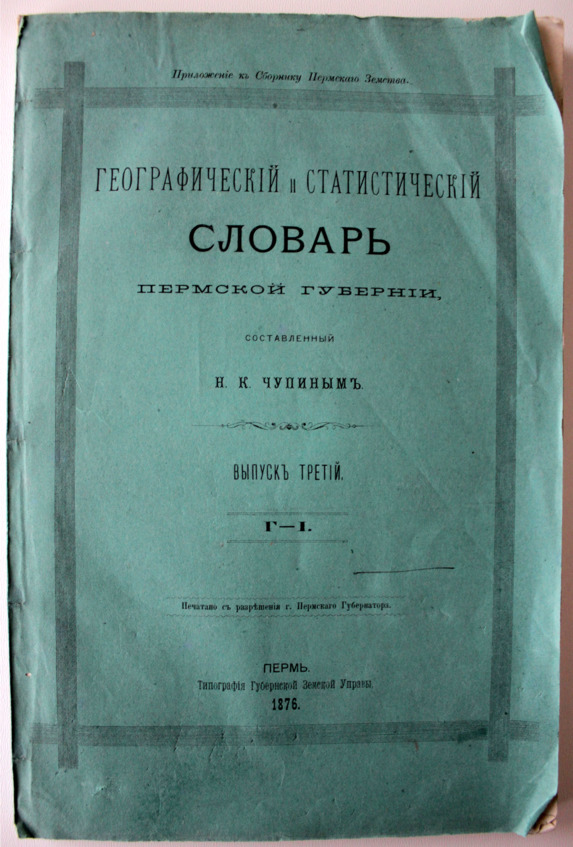 Приложеніе къ Сборнику Пермскаго Земства.
ГЕОГРАФИЧЕСКІЙ и СТАТИСТИЧЕСКІЙ
СЛОВАРЬ
ПЕРМСКОЙ ГУБЕРНІИ,
СОСТАВЛЕННЫЙ
Н. К. ЧУПИНЫМЪ.
ВЫПУСКЪ ТРЕТІЙ.
Г—І.
Печатано съ разрѣшенія г. Пермскаго Губернатора.
ПЕРМЬ.
Типографія Губернской Земской Управы.
1876.